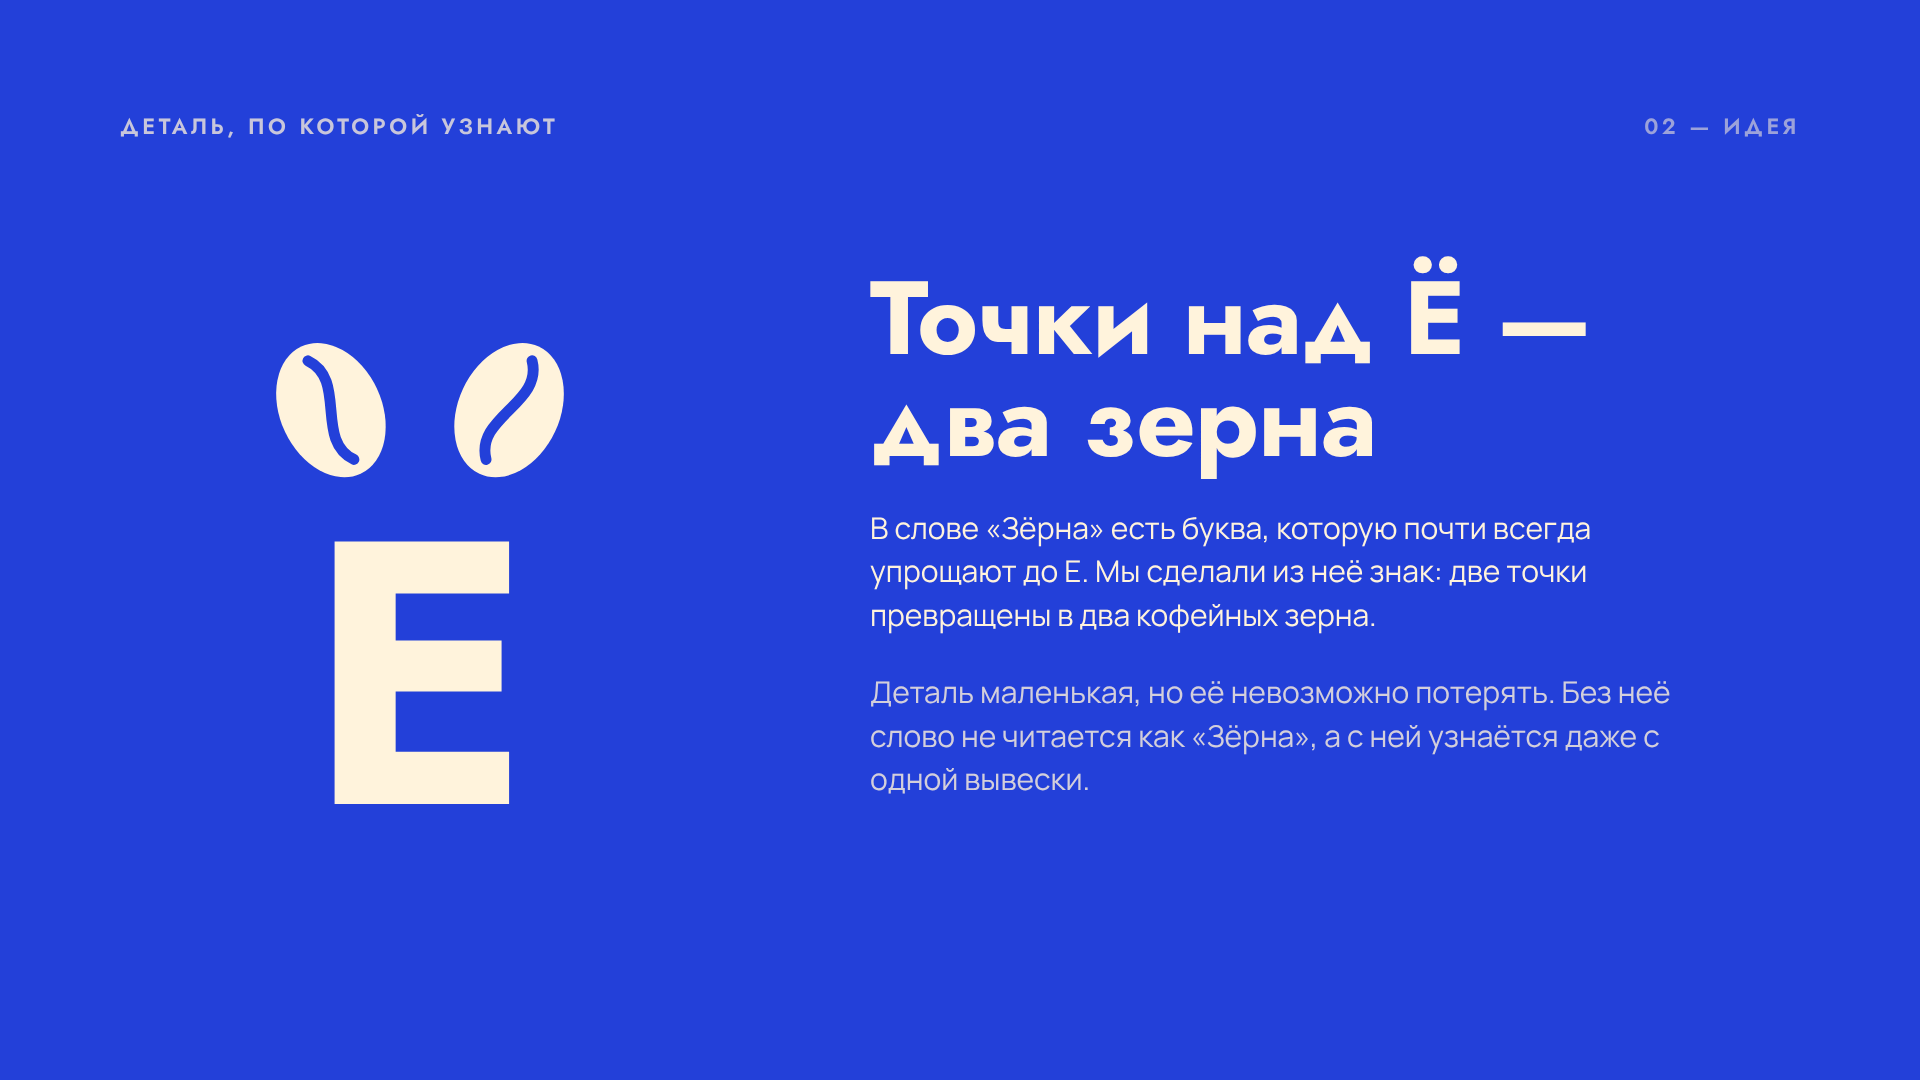 ДЕТАЛЬ, ПО КОТОРОЙ УЗНАЮТ
02 — ИДЕЯ
Ё
Точки над Ё —
два зерна
В слове «Зёрна» есть буква, которую почти всегда
упрощают до Е. Мы сделали из неё знак: две точки
превращены в два кофейных зерна.
Деталь маленькая, но её невозможно потерять. Без неё
слово не читается как «Зёрна», а с ней узнаётся даже с
одной вывески.